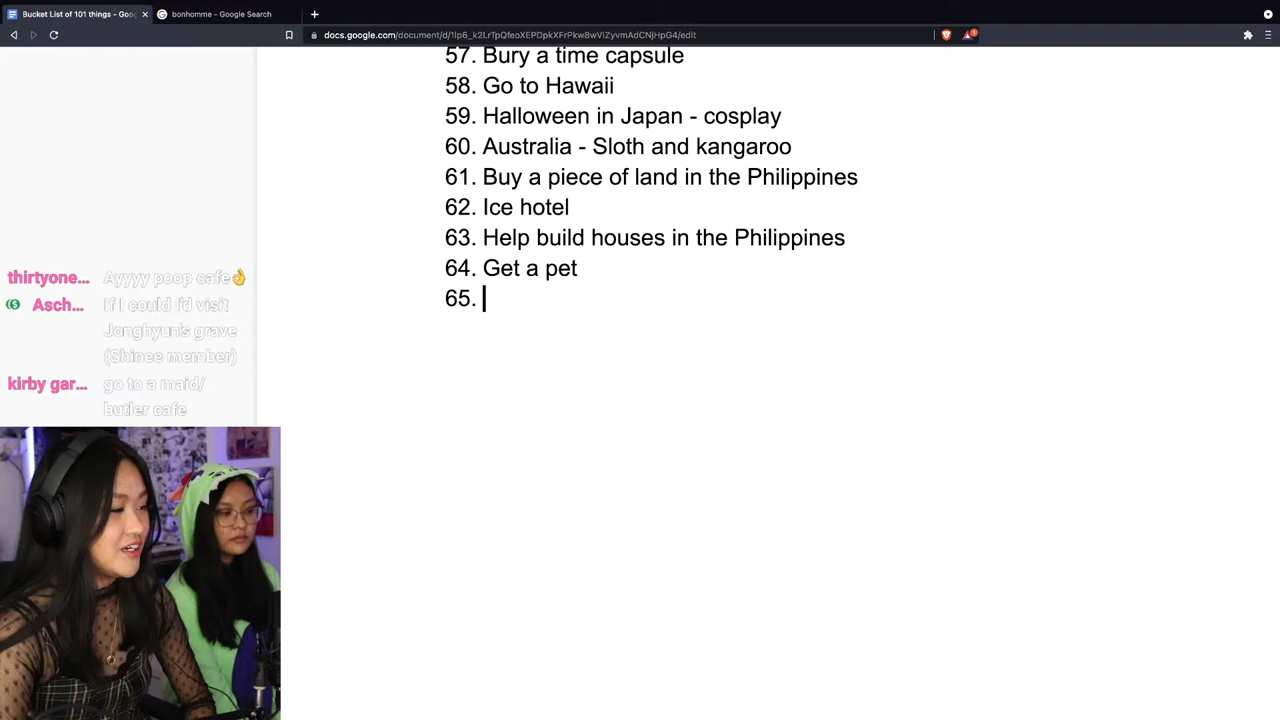 Bucket List of 101 things - Goo
bonhomme - Google Search
docs.google.com/document/d/1lp6_k2LrTpQfeoXEPDpkXFrPkw8wVlZyvmAdCNjHpG4/edit
57. Bury a time capsule
58. Go to Hawaii
59. Halloween in Japan - cosplay
60. Australia - Sloth and kangaroo
61. Buy a piece of land in the Philippines
62. Ice hotel
63. Help build houses in the Philippines
64. Get a pet
65.
thirtyone... Ayyyy poop cafe👌
Asch... If I could i'd visit
Jonghyun's grave
(Shinee member)
kirby gar... go to a maid/
butler cafe